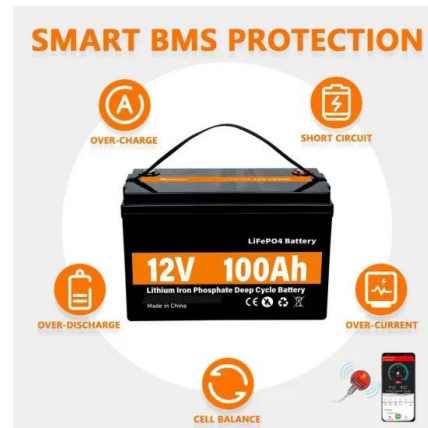 SMART BMS PROTECTION
A
OVER-CHARGE
SHORT CIRCUIT
LiFePO4 Battery
12V 100Ah
Lithium Iron Phosphate Deep Cycle Battery
Made in China
CE
OVER-DISCHARGE
OVER-CURRENT
CELL BALANCE